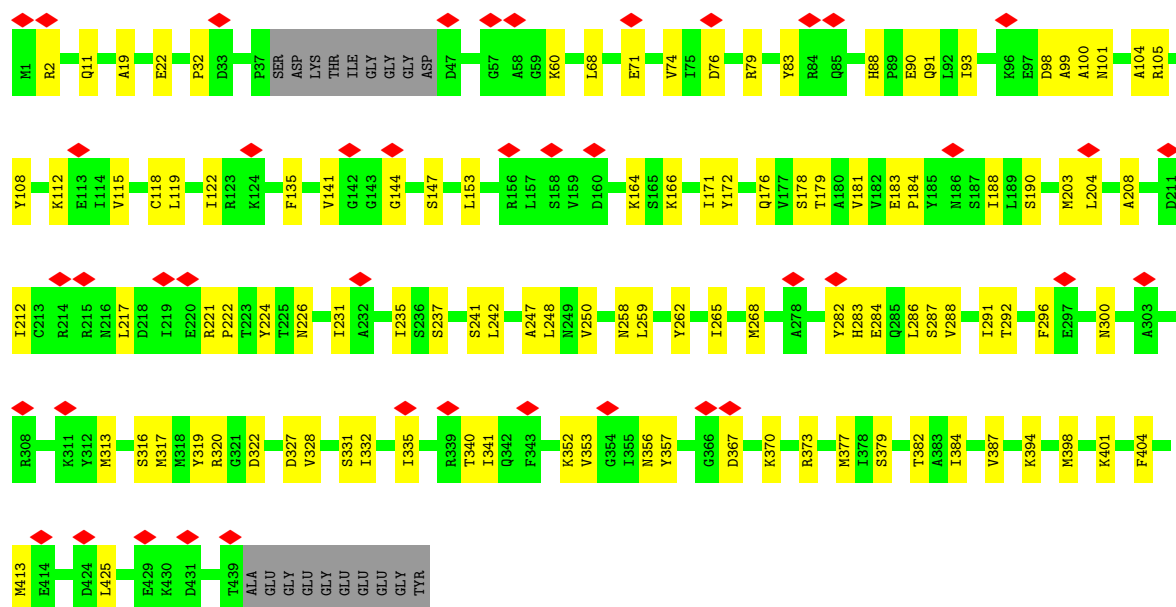 M1 R2 Q11 A19 E22 P32 D33 P37 SER ASP LYS THR ILE GLY GLY GLY ASP D47 G57 A58 G59 K60 L68 E71 V74 I75 D76 R79 Y83 R84 Q85 H88 P89 E90 Q91 L92 I93 K96 E97 D98 A99 A100 N101 A104 R105
Y108 K112 E113 I114 V115 C118 L119 I122 R123 K124 F135 V141 G142 G143 G144 S147 L153 R156 L157 S158 V159 D160 K164 S165 K166 I171 Y172 Q176 V177 S178 T179 A180 V181 V182 E183 P184 Y185 N186 S187 I188 L189 S190 M203 L204 A208 D211
I212 C213 R214 R215 N216 L217 D218 I219 E220 R221 P222 T223 Y224 T225 N226 I231 A232 I235 S236 S237 S241 L242 A247 L248 N249 V250 N258 L259 Y262 I265 M268 A278 Y282 H283 E284 Q285 L286 S287 V288 I291 T292 F296 E297 N300 A303
R308 K311 Y312 M313 S316 M317 M318 Y319 R320 G321 D322 D327 V328 S331 I332 I335 R339 T340 I341 Q342 F343 K352 V353 G354 I355 N356 Y357 G366 D367 K370 R373 M377 I378 S379 T382 A383 I384 V387 K394 M398 K401 F404
M413 E414 D424 L425 E429 K430 D431 T439 ALA GLU GLY GLU GLY GLU GLU GLU GLY TYR